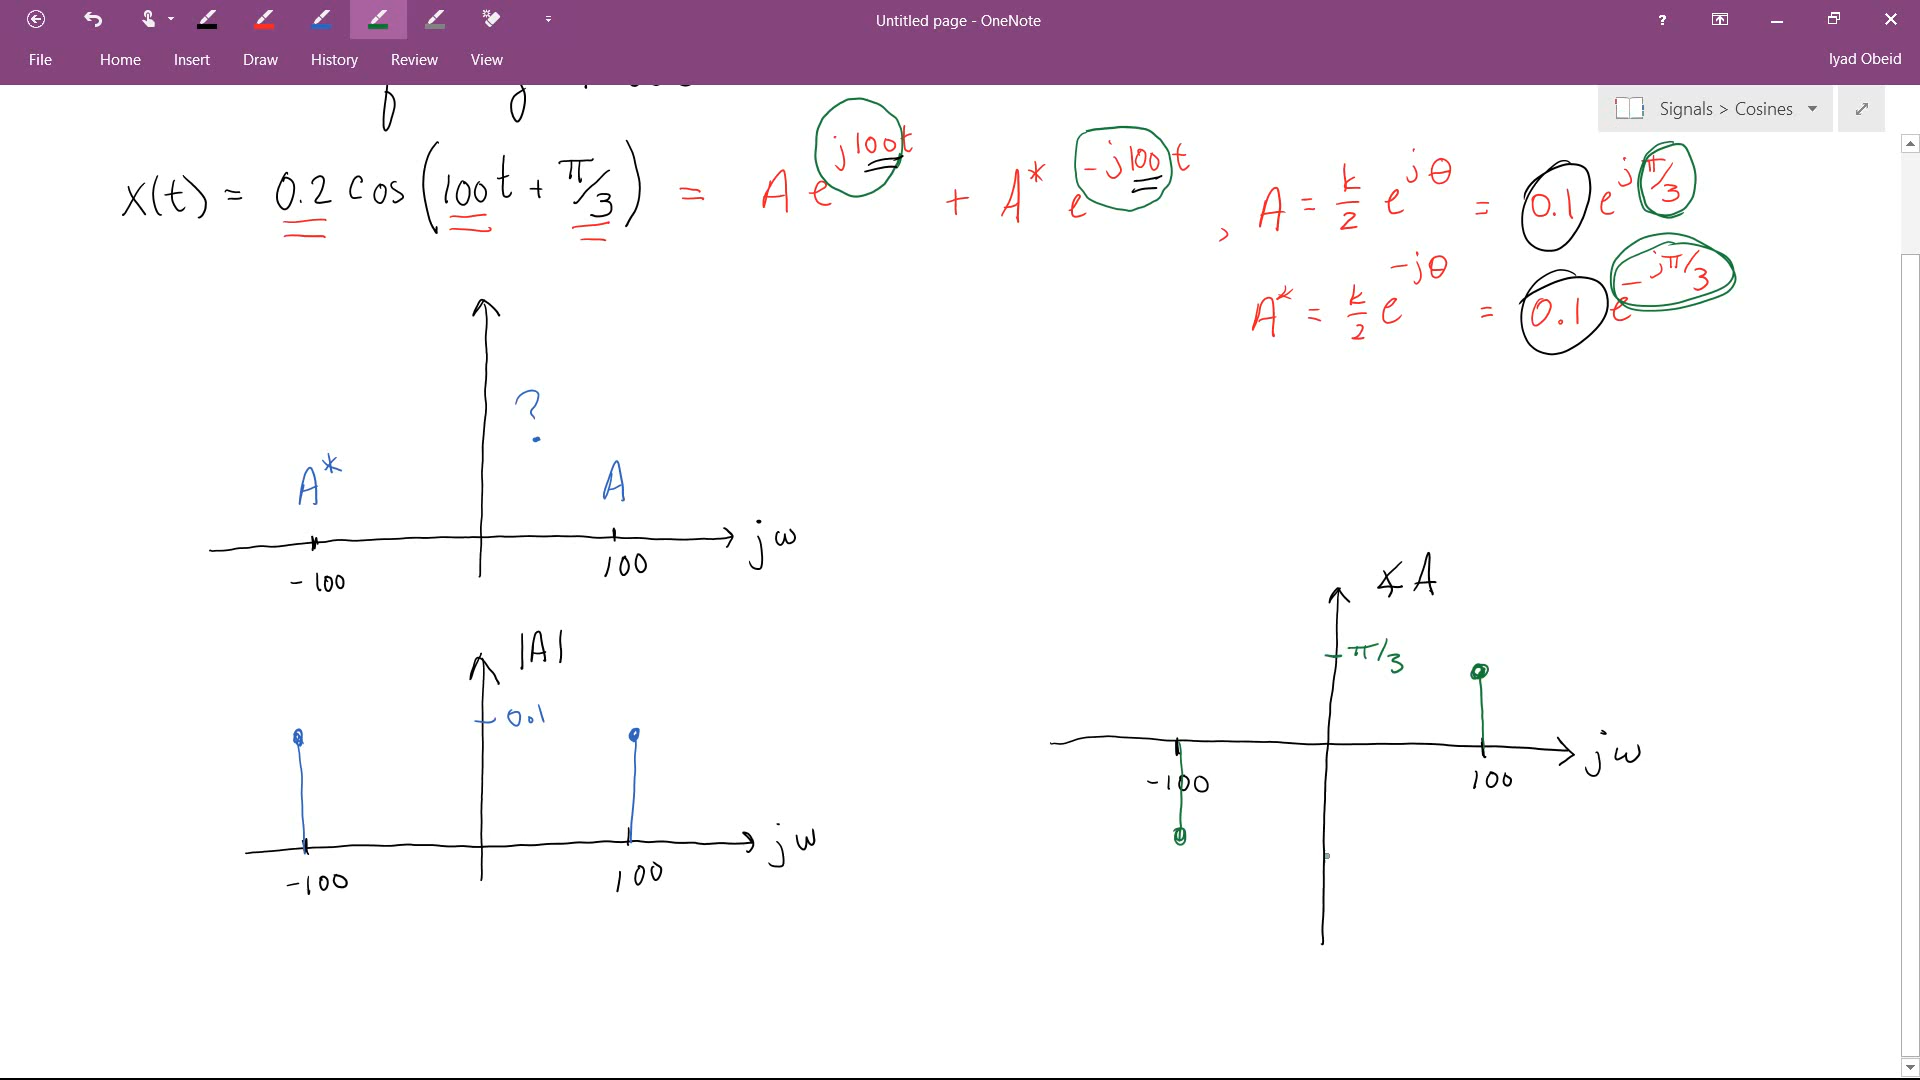 Untitled page - OneNote
?
File Home Insert Draw History Review View
Iyad Obeid
Signals > Cosines
x(t) = 0.2 cos(100t + π/3) = A e^{j100t} + A* e^{-j100t} , A = k/2 e^{jθ} = 0.1 e^{jπ/3}
A* = k/2 e^{-jθ} = 0.1 e^{-jπ/3}
?
A* A
jω
-100 100
∡A
|A|
π/3
0.1
jω
-100 100
jω
-100 100